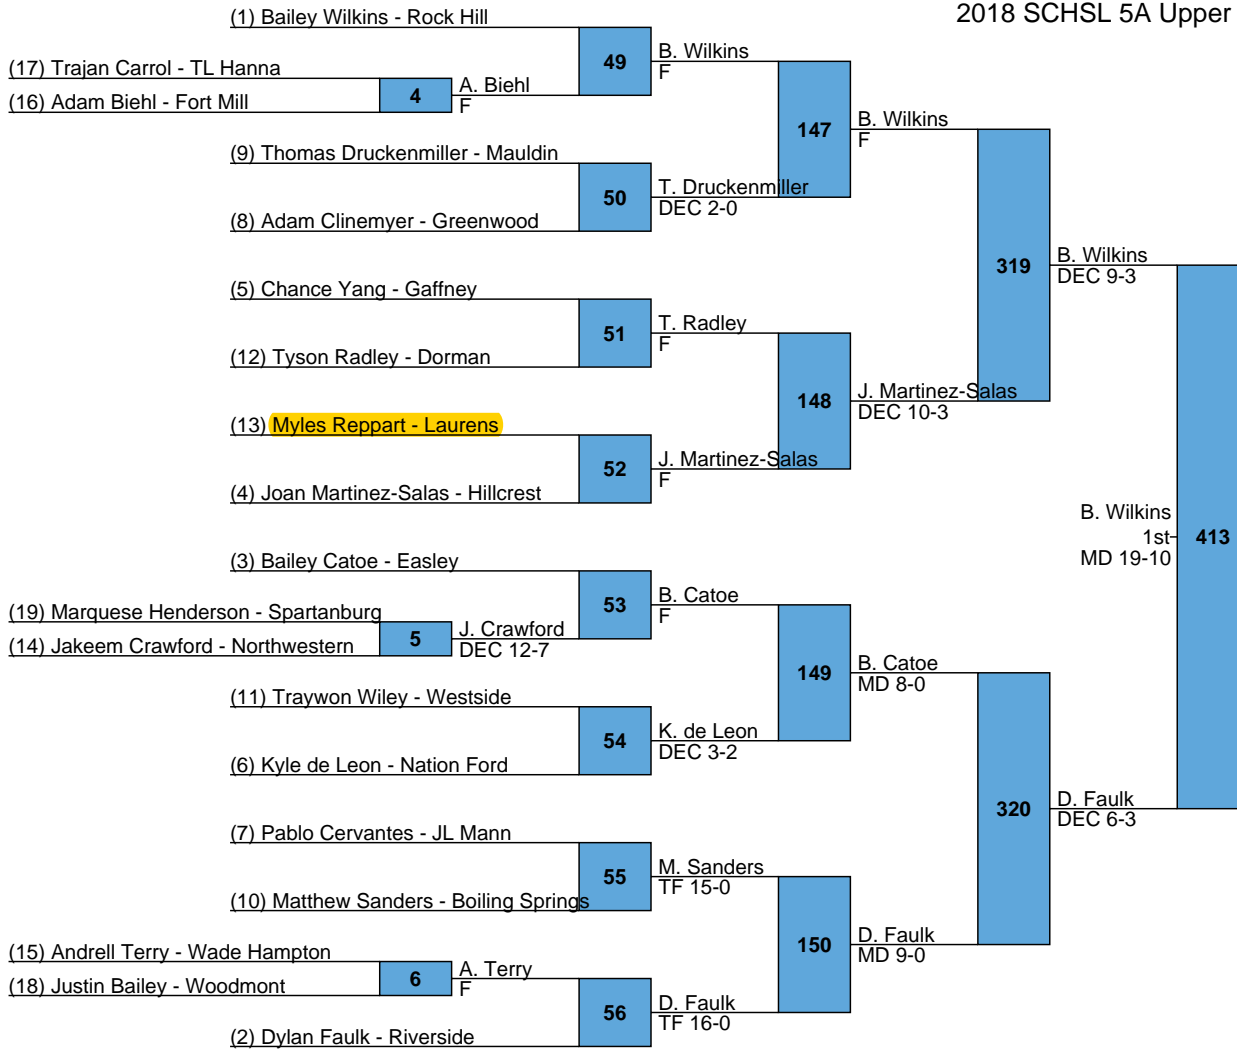 2018 SCHSL 5A Upper
(1) Bailey Wilkins - Rock Hill
(17) Trajan Carrol - TL Hanna
(16) Adam Biehl - Fort Mill
4
A. Biehl
F
49
B. Wilkins
F
(9) Thomas Druckenmiller - Mauldin
(8) Adam Clinemyer - Greenwood
50
T. Druckenmiller
DEC 2-0
147
B. Wilkins
F
(5) Chance Yang - Gaffney
(12) Tyson Radley - Dorman
51
T. Radley
F
(13) Myles Reppart - Laurens
(4) Joan Martinez-Salas - Hillcrest
52
J. Martinez-Salas
F
148
J. Martinez-Salas
DEC 10-3
319
B. Wilkins
DEC 9-3
(3) Bailey Catoe - Easley
(19) Marquese Henderson - Spartanburg
(14) Jakeem Crawford - Northwestern
5
J. Crawford
DEC 12-7
53
B. Catoe
F
(11) Traywon Wiley - Westside
(6) Kyle de Leon - Nation Ford
54
K. de Leon
DEC 3-2
149
B. Catoe
MD 8-0
(7) Pablo Cervantes - JL Mann
(10) Matthew Sanders - Boiling Springs
55
M. Sanders
TF 15-0
(15) Andrell Terry - Wade Hampton
(18) Justin Bailey - Woodmont
6
A. Terry
F
(2) Dylan Faulk - Riverside
56
D. Faulk
TF 16-0
150
D. Faulk
MD 9-0
320
D. Faulk
DEC 6-3
B. Wilkins
1st
MD 19-10
413